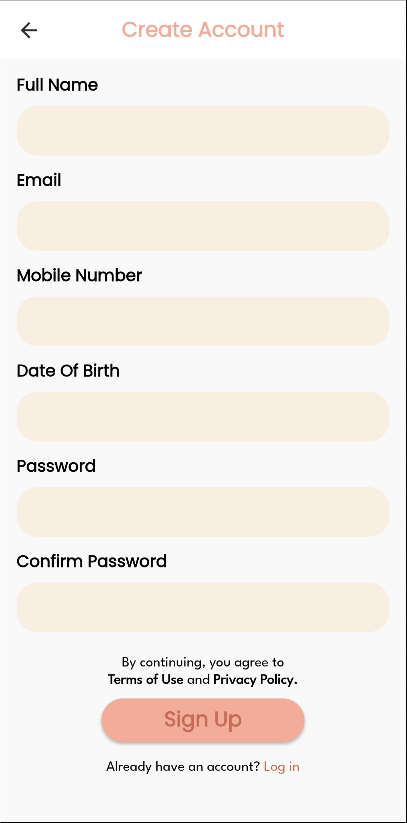 Create Account
Full Name
Email
Mobile Number
Date Of Birth
Password
Confirm Password
By continuing, you agree to
Terms of Use and Privacy Policy.
Sign Up
Already have an account? Log in